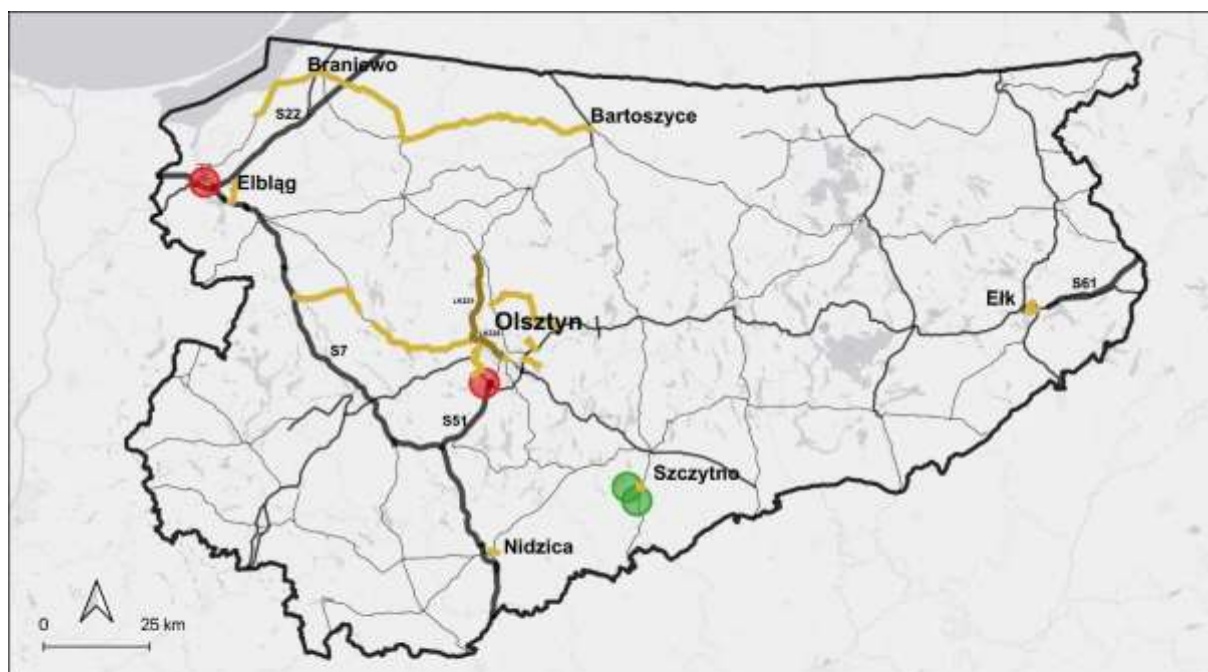 Braniewo
S22
Bartoszyce
Elbląg
S61
Ełk
Olsztyn
S7
S51
Szczytno
Nidzica
0 25 km